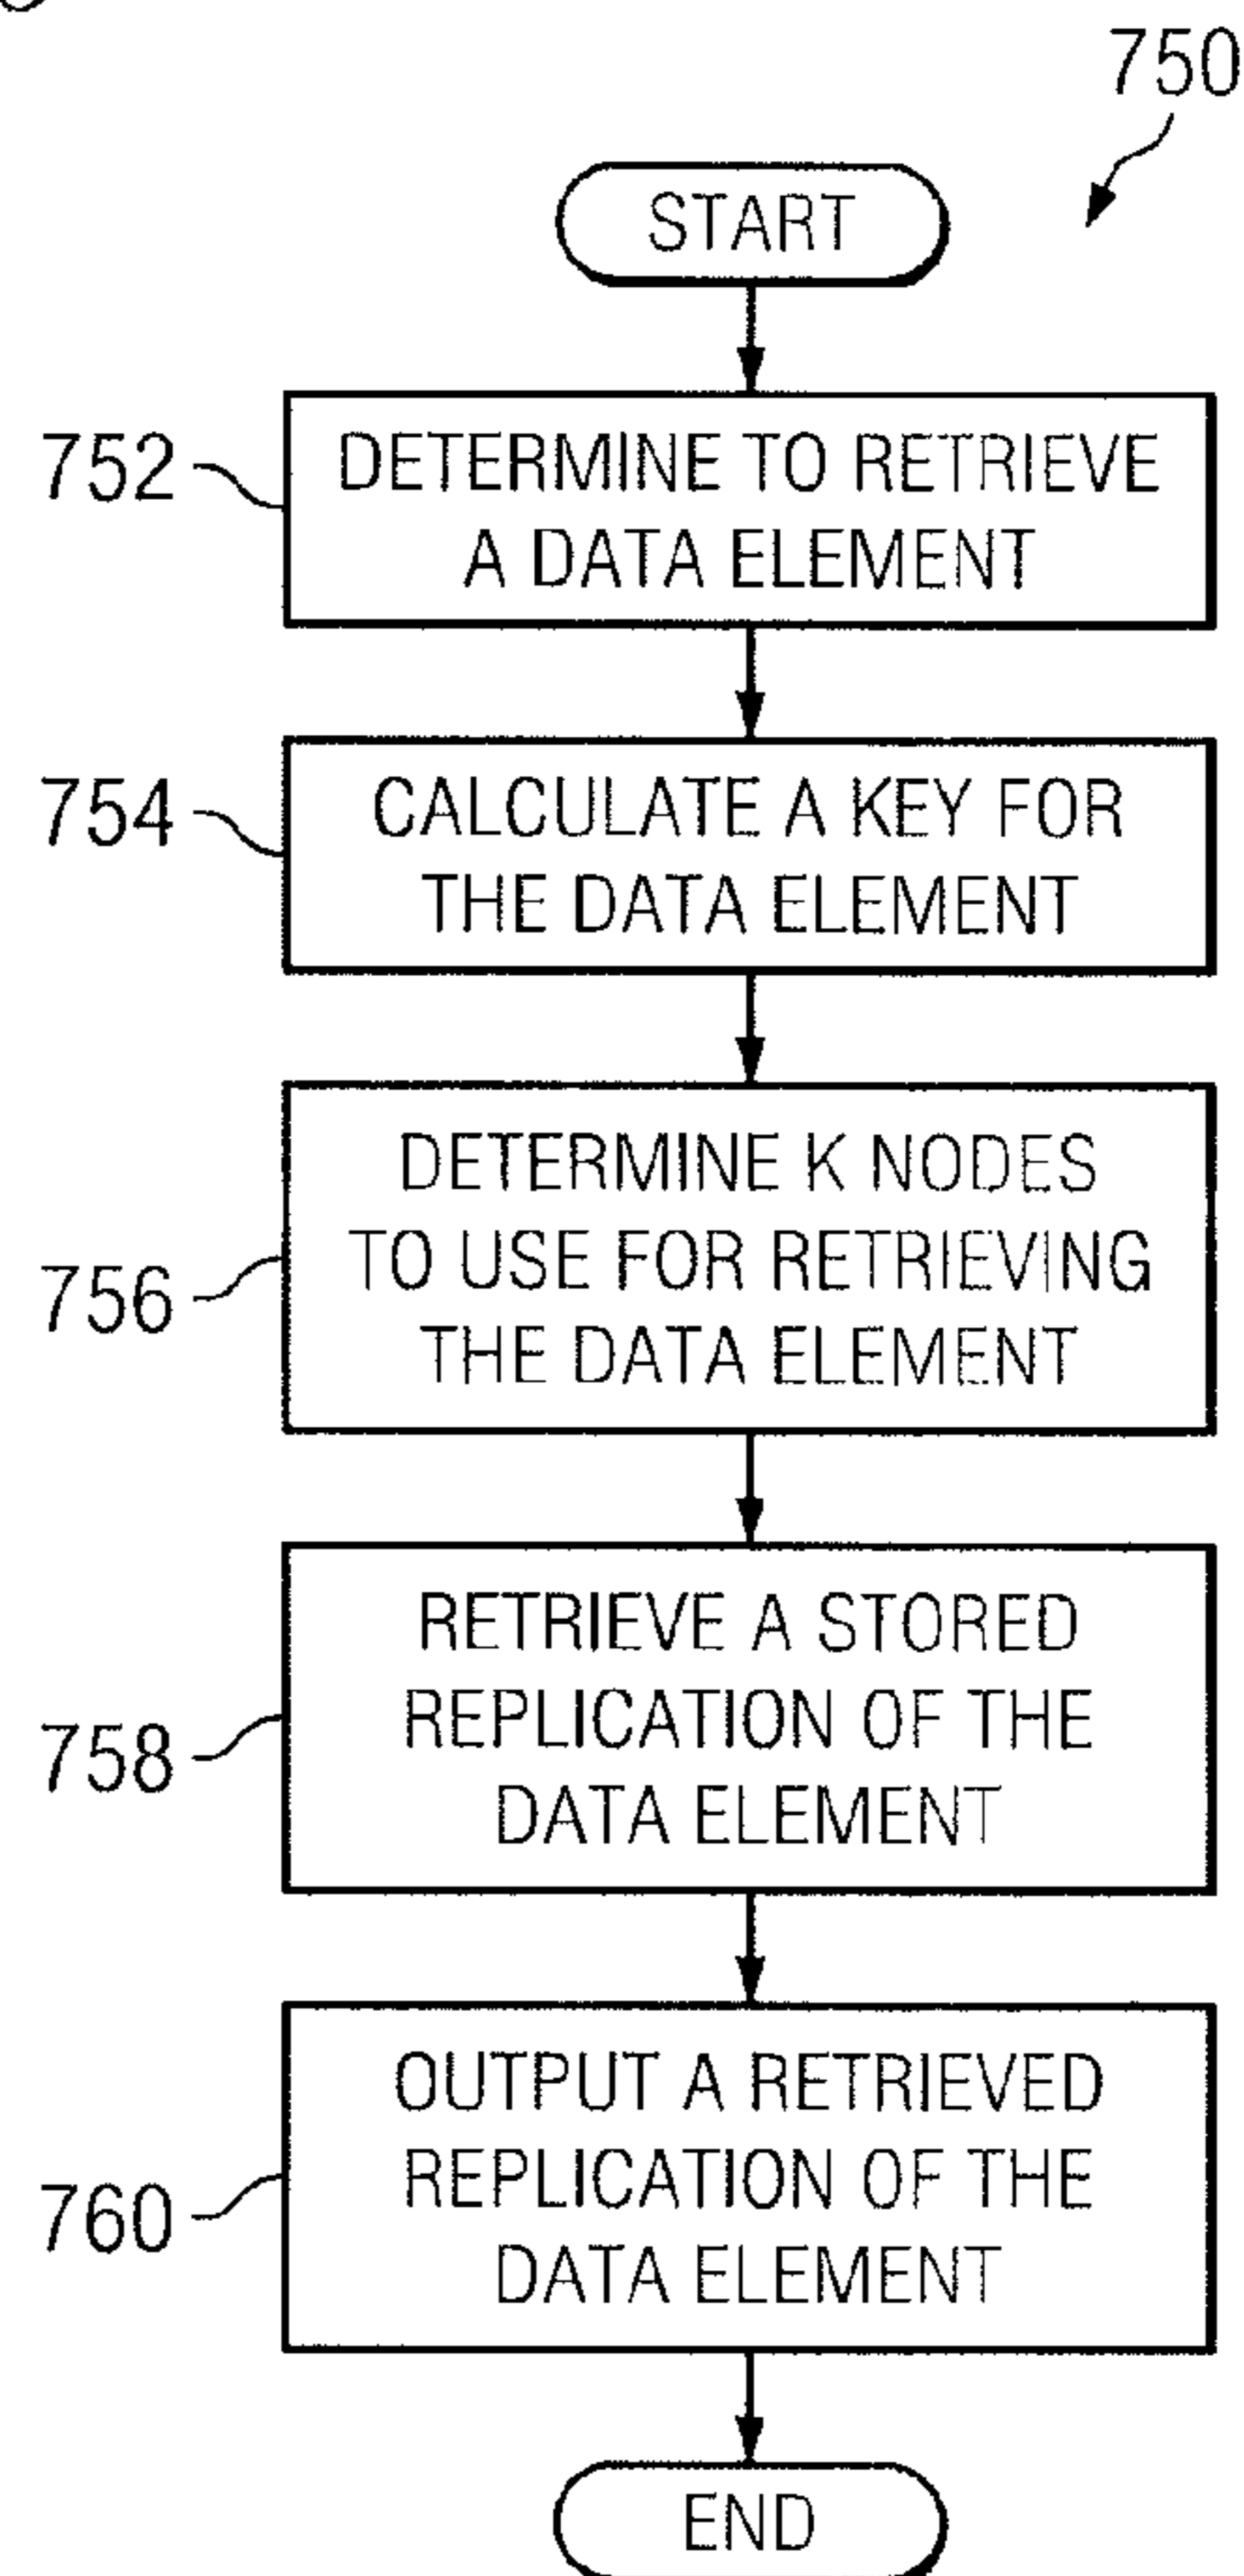 750
START
752
DETERMINE TO RETRIEVE
A DATA ELEMENT
754
CALCULATE A KEY FOR
THE DATA ELEMENT
756
DETERMINE K NODES
TO USE FOR RETRIEVING
THE DATA ELEMENT
758
RETRIEVE A STORED
REPLICATION OF THE
DATA ELEMENT
760
OUTPUT A RETRIEVED
REPLICATION OF THE
DATA ELEMENT
END